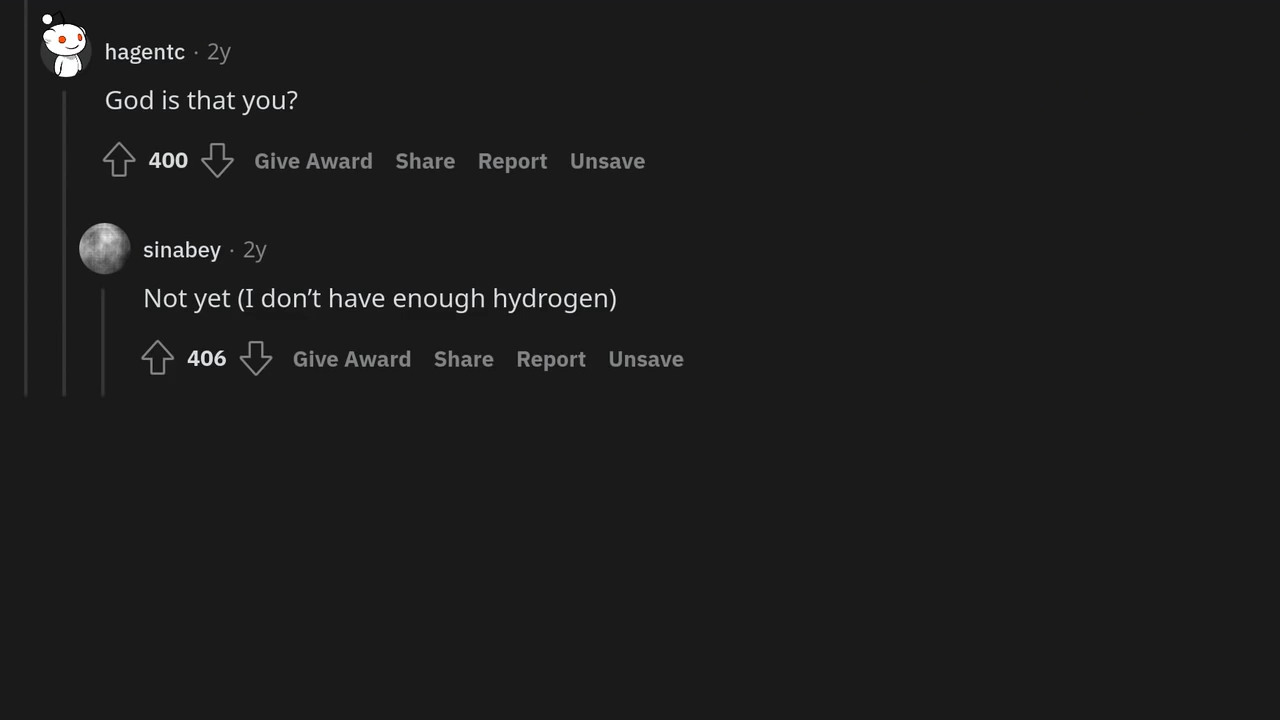 hagentc · 2y
God is that you?
400 Give Award Share Report Unsave
sinabey · 2y
Not yet (I don’t have enough hydrogen)
406 Give Award Share Report Unsave